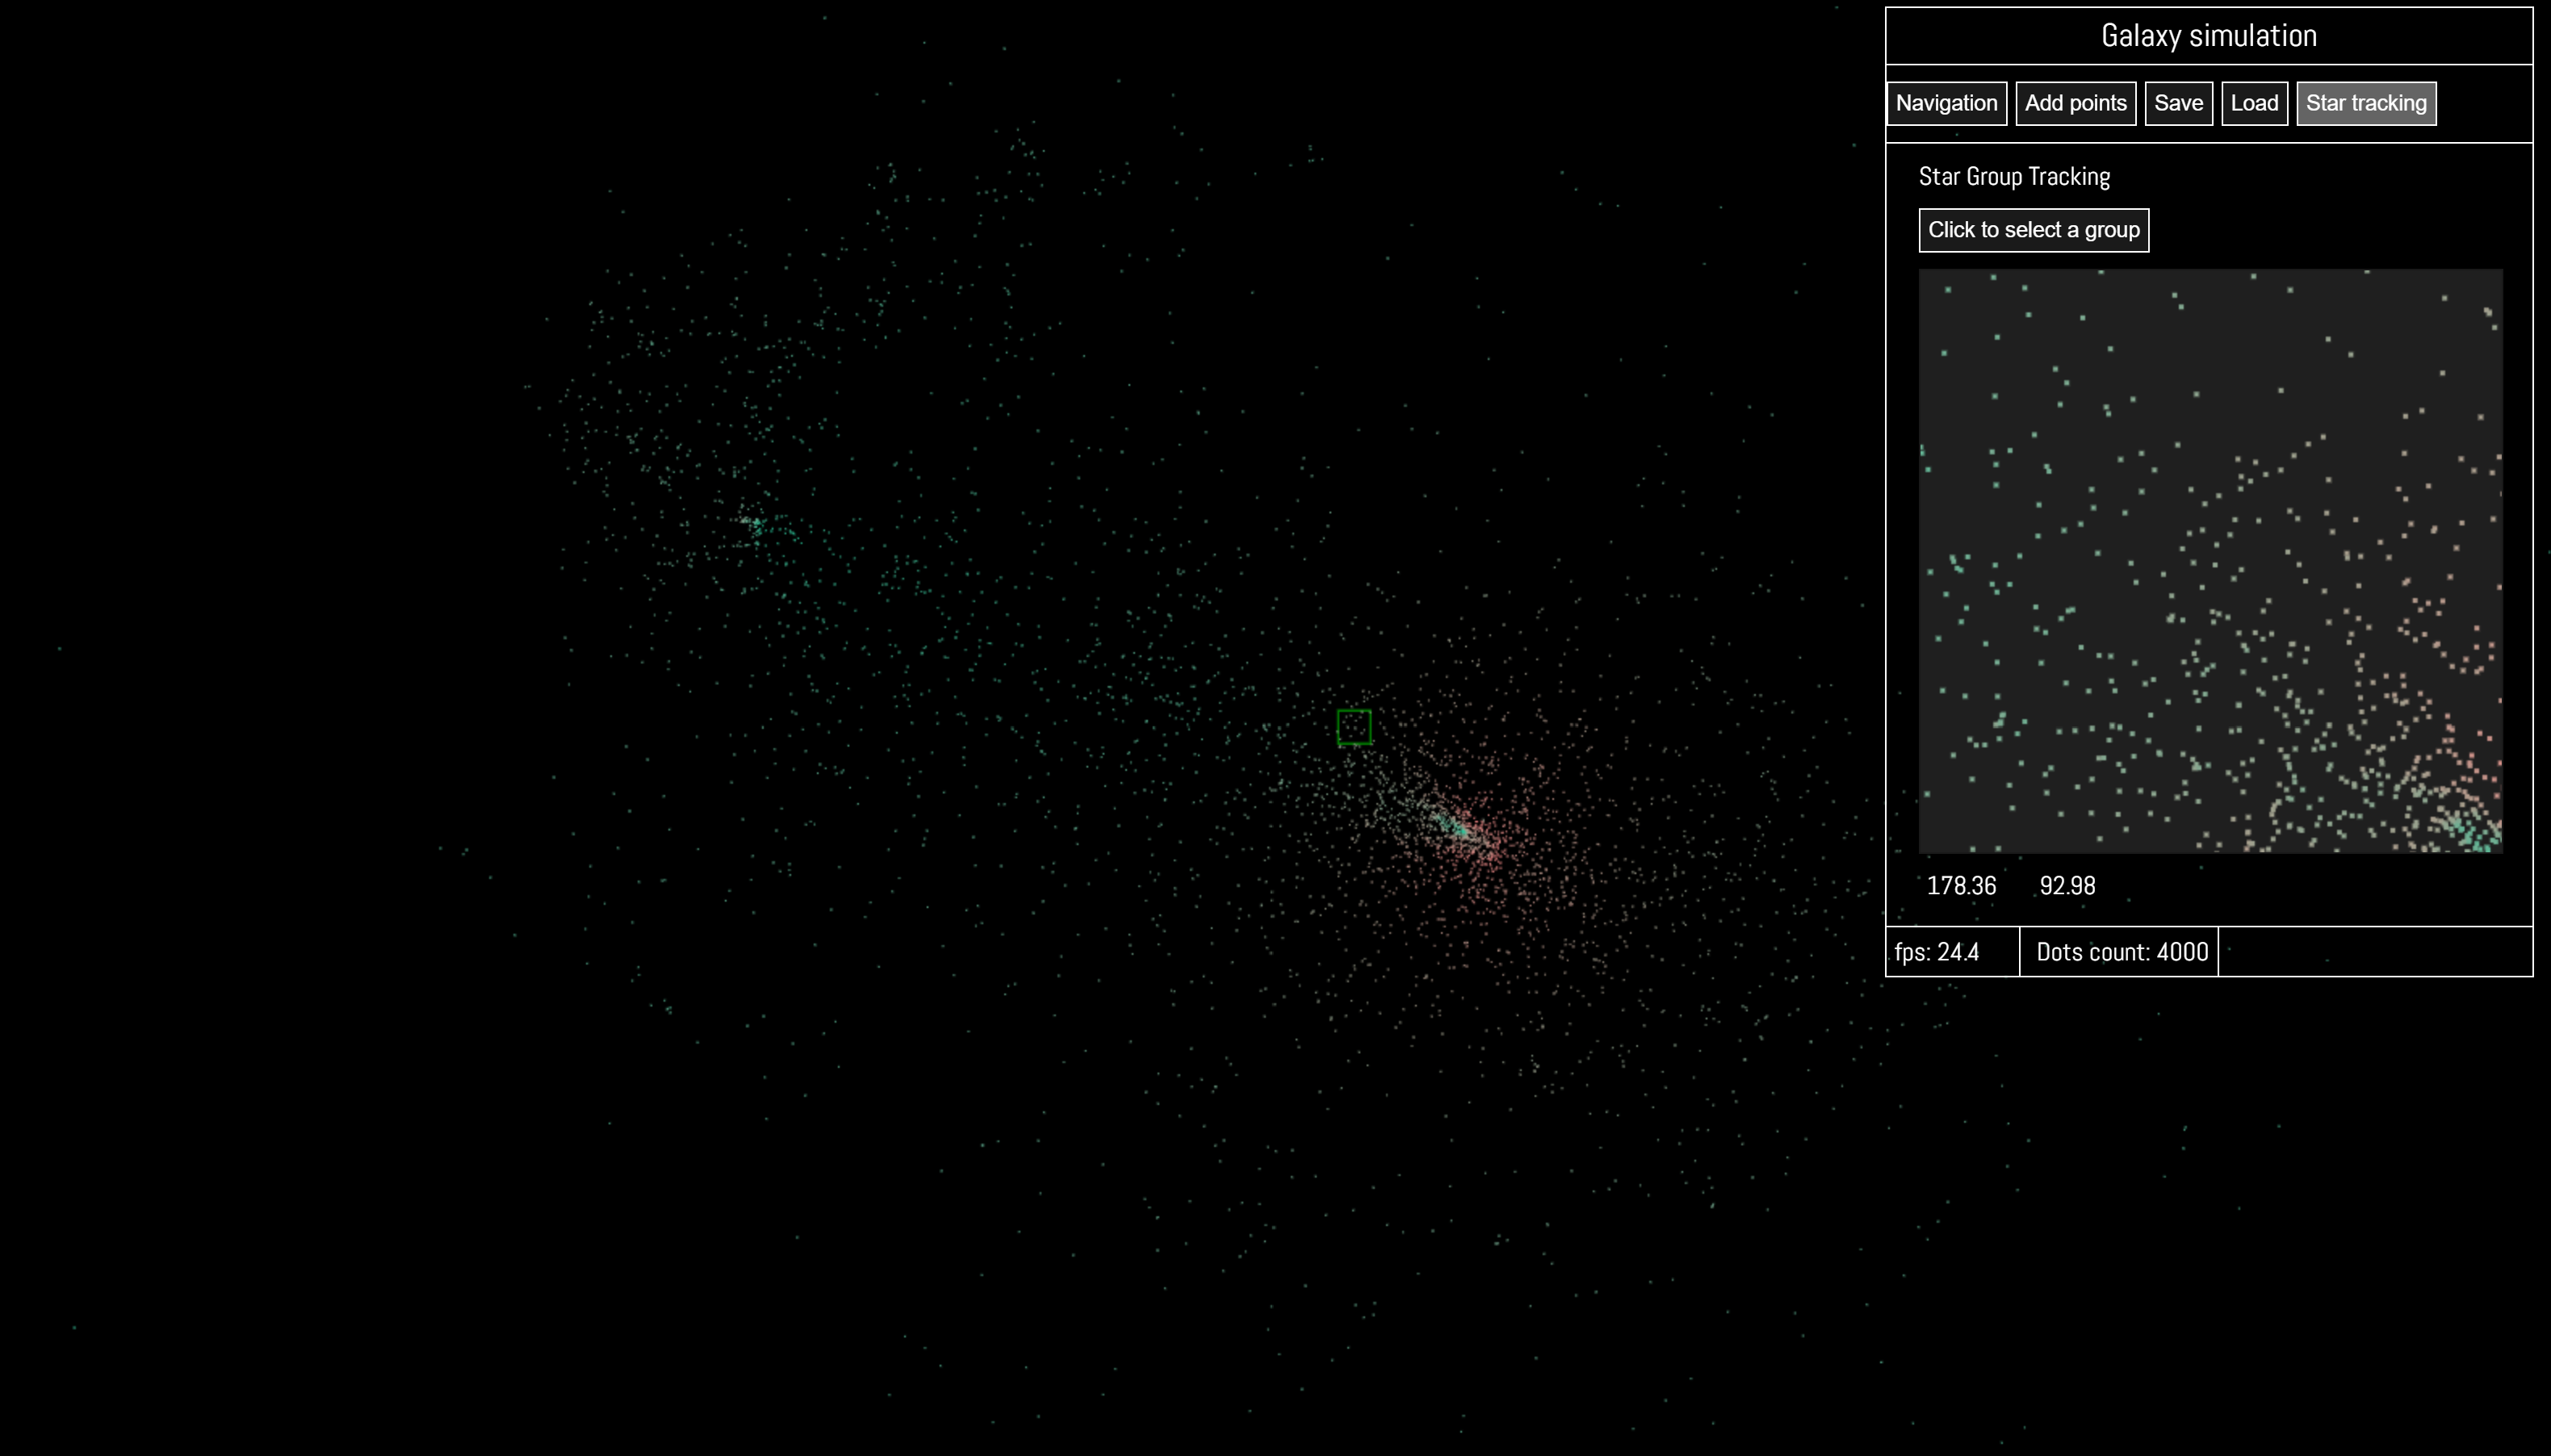 Galaxy simulation
Navigation Add points Save Load Star tracking
Star Group Tracking
Click to select a group
178.36 92.98
fps: 24.4 Dots count: 4000